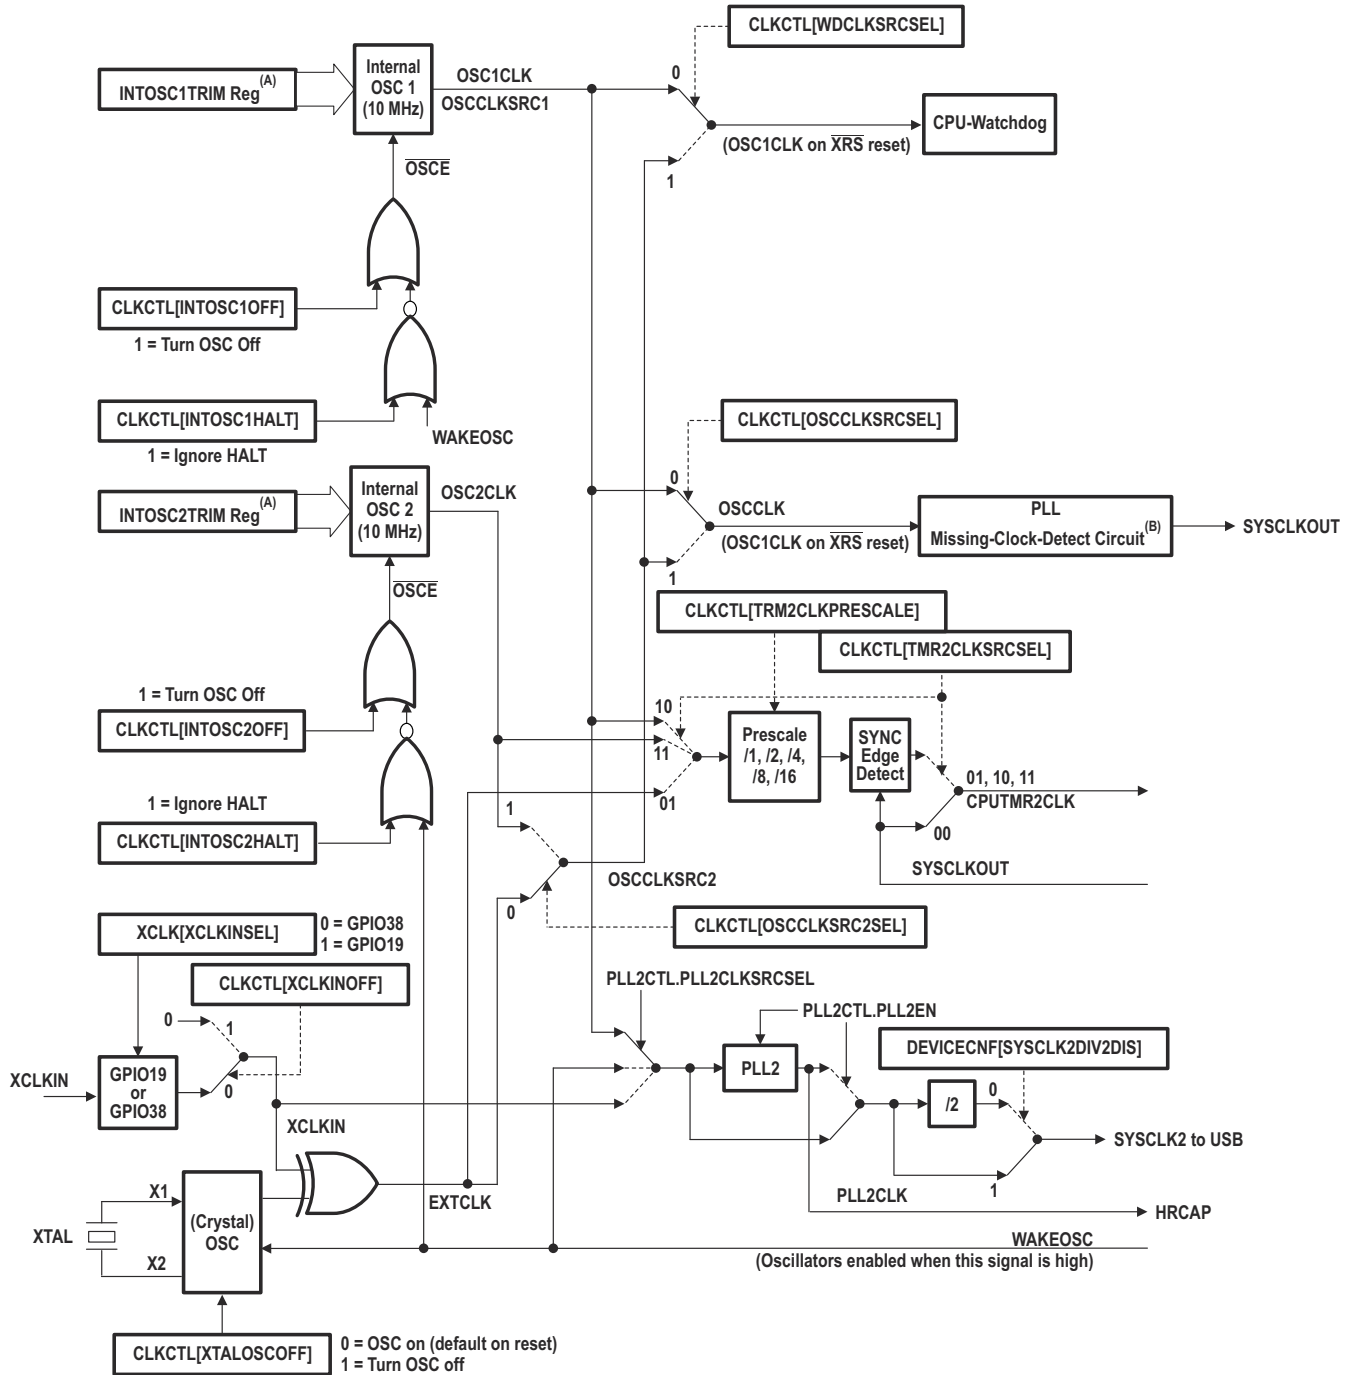 CLKCTL[WDCLKSRCSEL]
INTOSC1TRIM Reg(A)
Internal
OSC 1
(10 MHz)
OSC1CLK
OSCCLKSRC1
0
CPU-Watchdog
(OSC1CLK on XRS reset)
1
OSCE
CLKCTL[INTOSC1OFF]
1 = Turn OSC Off
CLKCTL[INTOSC1HALT]
1 = Ignore HALT
WAKEOSC
CLKCTL[OSCCLKSRCSEL]
INTOSC2TRIM Reg(A)
Internal
OSC 2
(10 MHz)
OSC2CLK
0
OSCCLK
(OSC1CLK on XRS reset)
1
PLL
Missing-Clock-Detect Circuit(B)
SYSCLKOUT
OSCE
CLKCTL[TRM2CLKPRESCALE]
CLKCTL[TMR2CLKSRCSEL]
1 = Turn OSC Off
CLKCTL[INTOSC2OFF]
10
11
01
Prescale
/1, /2, /4,
/8, /16
SYNC
Edge
Detect
01, 10, 11
CPUTMR2CLK
00
SYSCLKOUT
1 = Ignore HALT
CLKCTL[INTOSC2HALT]
1
0
OSCCLKSRC2
CLKCTL[OSCCLKSRC2SEL]
XCLK[XCLKINSEL]
0 = GPIO38
1 = GPIO19
CLKCTL[XCLKINOFF]
0
1
0
XCLKIN
GPIO19
or
GPIO38
XCLKIN
PLL2CTL.PLL2CLKSRCSEL
PLL2CTL.PLL2EN
PLL2
DEVICECNF[SYSCLK2DIV2DIS]
/2
0
1
SYSCLK2 to USB
PLL2CLK
HRCAP
EXTCLK
XTAL
X1
X2
(Crystal)
OSC
WAKEOSC
(Oscillators enabled when this signal is high)
CLKCTL[XTALOSCOFF]
0 = OSC on (default on reset)
1 = Turn OSC off